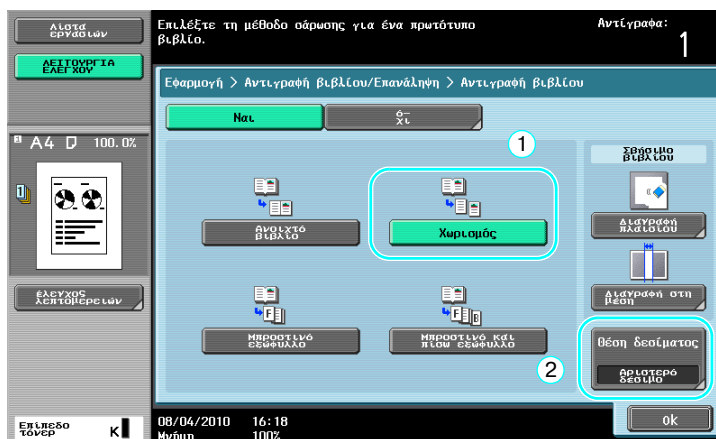 Λίστα
εργασιών
ΛΕΙΤΟΥΡΓΙΑ
ΕΛΕΓΧΟΥ
Επιλέξτε τη μέθοδο σάρωσης για ένα πρωτότυπο
βιβλίο.
Αντίγραφα:
1
Εφαρμογή > Αντιγραφή βιβλίου/Επανάληψη > Αντιγραφή βιβλίου
Ναι
ό-
χι
A4 100.0%
1
1
Σβήσιμο
βιβλίου
Ανοιχτό
βιβλίο
Χωρισμός
Διαγραφή
πλαισίου
έλεγχος
λεπτομερειών
Διαγραφή στη
μέση
F
F B
Μπροστινό
εξώφυλλο
Μπροστινό και
πίσω εξώφυλλο
2
θέση δεσίματος
Αριστερό
δέσιμο
Επίπεδο
τόνερ
K
08/04/2010 16:18
Μνήμη 100%
ok